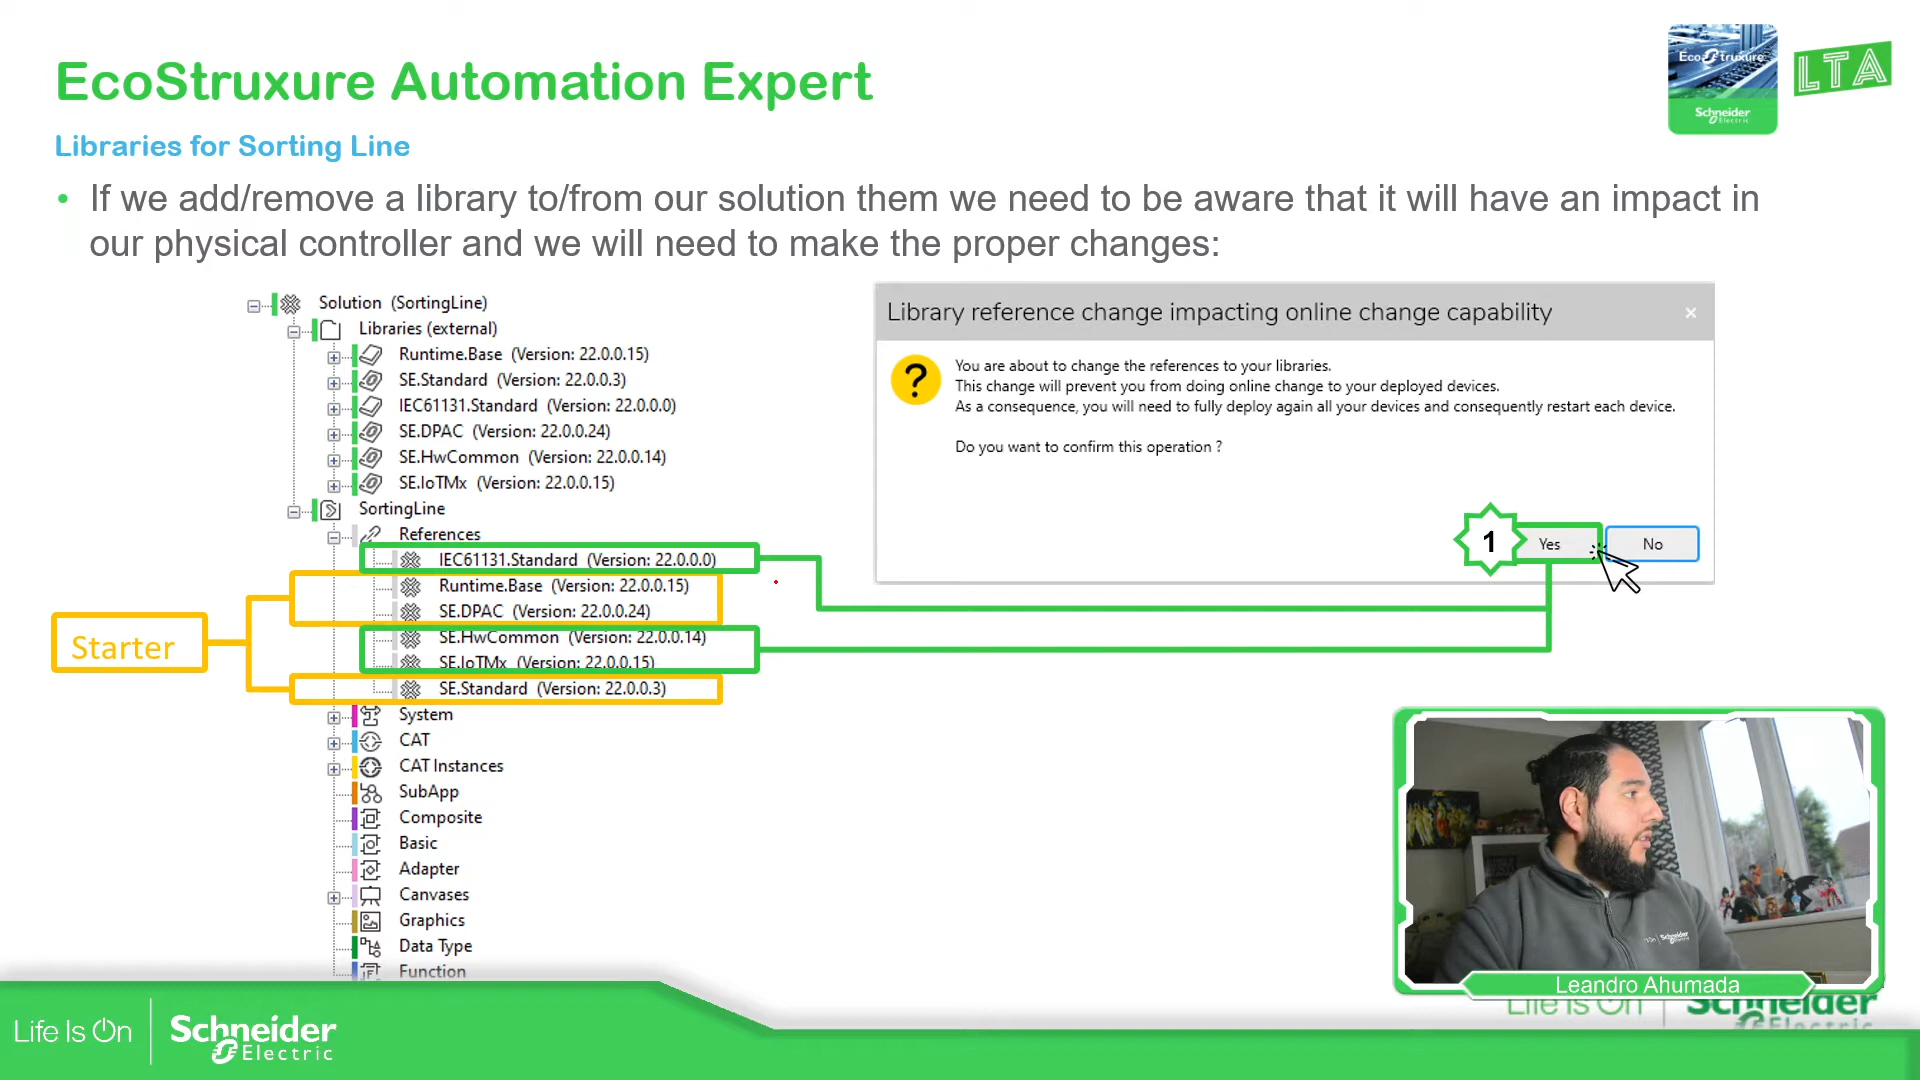 EcoStruxure Automation Expert
EcoStruxure
Schneider
Electric
LTA
Libraries for Sorting Line
• If we add/remove a library to/from our solution them we need to be aware that it will have an impact in
our physical controller and we will need to make the proper changes:
Solution (SortingLine)
Libraries (external)
Runtime.Base (Version: 22.0.0.15)
SE.Standard (Version: 22.0.0.3)
IEC61131.Standard (Version: 22.0.0.0)
SE.DPAC (Version: 22.0.0.24)
SE.HwCommon (Version: 22.0.0.14)
SE.IoTMx (Version: 22.0.0.15)
SortingLine
References
IEC61131.Standard (Version: 22.0.0.0)
Runtime.Base (Version: 22.0.0.15)
SE.DPAC (Version: 22.0.0.24)
SE.HwCommon (Version: 22.0.0.14)
SE.IoTMx (Version: 22.0.0.15)
SE.Standard (Version: 22.0.0.3)
System
CAT
CAT Instances
SubApp
Composite
Basic
Adapter
Canvases
Graphics
Data Type
Function
Starter
Library reference change impacting online change capability
×
?
You are about to change the references to your libraries.
This change will prevent you from doing online change to your deployed devices.
As a consequence, you will need to fully deploy again all your devices and consequently restart each device.
Do you want to confirm this operation ?
1
Yes
No
Schneider
Leandro Ahumada
Life Is On
Schneider
Electric
Life Is On
Schneider
Electric